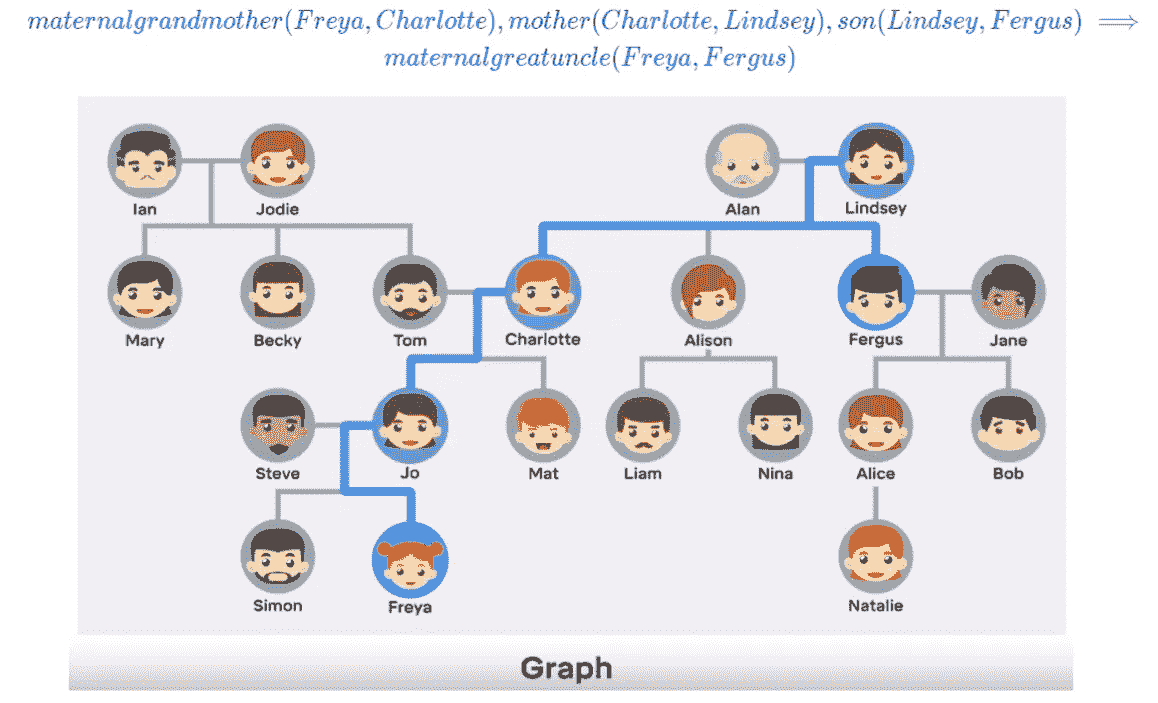 maternalgrandmother(Freya, Charlotte), mother(Charlotte, Lindsey), son(Lindsey, Fergus) ⟹
maternalgreatuncle(Freya, Fergus)
Ian Jodie Alan Lindsey
Mary Becky Tom Charlotte Alison Fergus Jane
Steve Jo Mat Liam Nina Alice Bob
Simon Freya Natalie
Graph